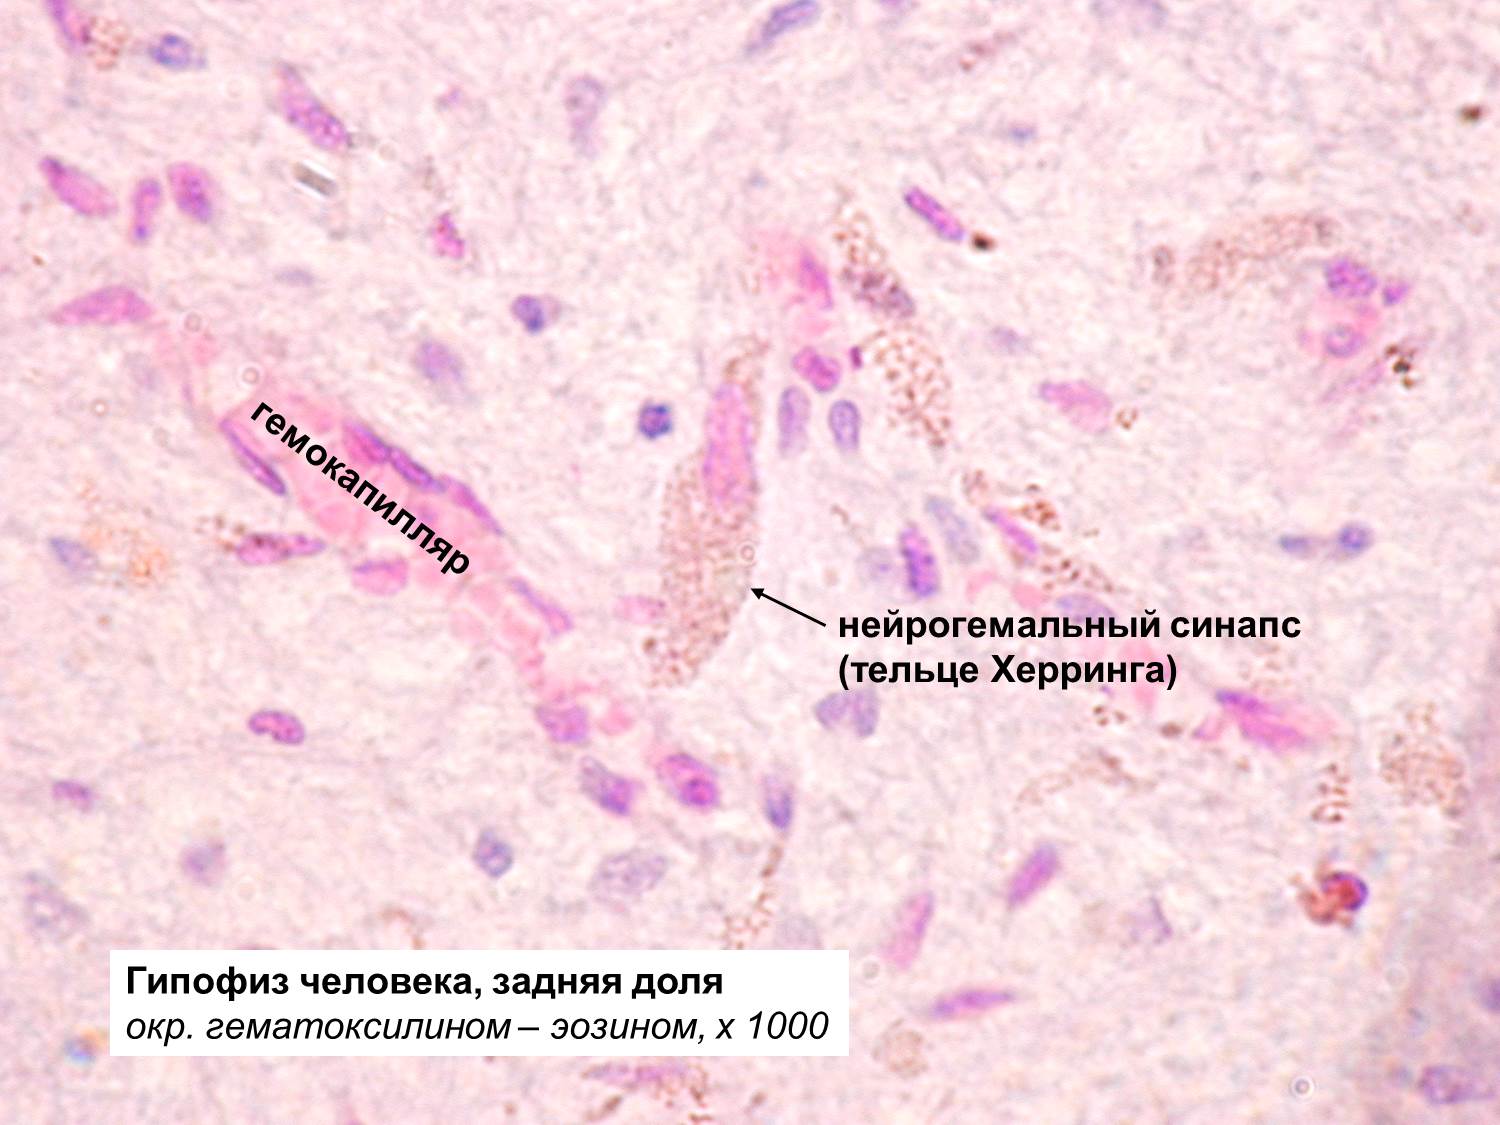 гемокапилляр
нейрогемальный синапс
(тельце Херринга)
Гипофиз человека, задняя доля
окр. гематоксилином – эозином, х 1000